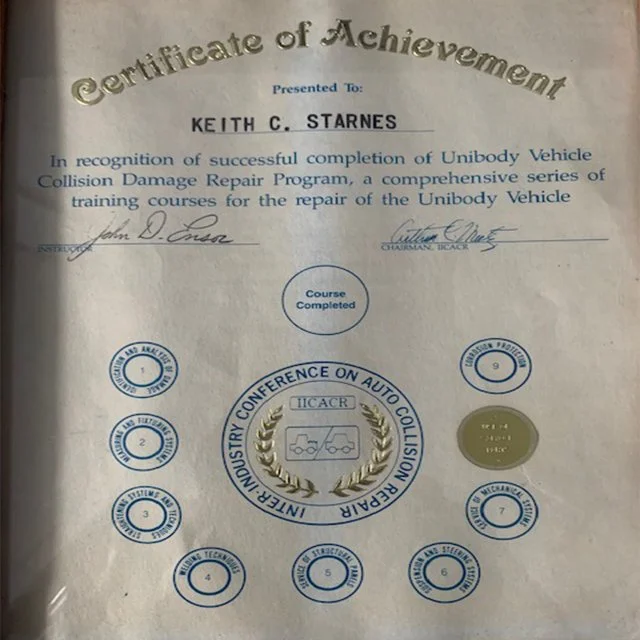 Certificate of Achievement
Presented To:
KEITH C. STARNES
In recognition of successful completion of Unibody Vehicle
Collision Damage Repair Program, a comprehensive series of
training courses for the repair of the Unibody Vehicle
John D. Ensor
INSTRUCTOR
CHAIRMAN, IICACR
Course
Completed
IDENTIFICATION AND ANALYSIS OF DAMAGE
1
MEASURING AND FIXTURING SYSTEMS
2
STRAIGHTENING SYSTEMS AND TECHNIQUES
3
WELDING TECHNIQUES
4
SERVICE OF STRUCTURAL PANELS
5
SUSPENSION AND STEERING SYSTEMS
6
SERVICE OF MECHANICAL SYSTEMS
7
CORROSION PROTECTION
9
INTER-INDUSTRY CONFERENCE ON AUTO COLLISION REPAIR
IICACR